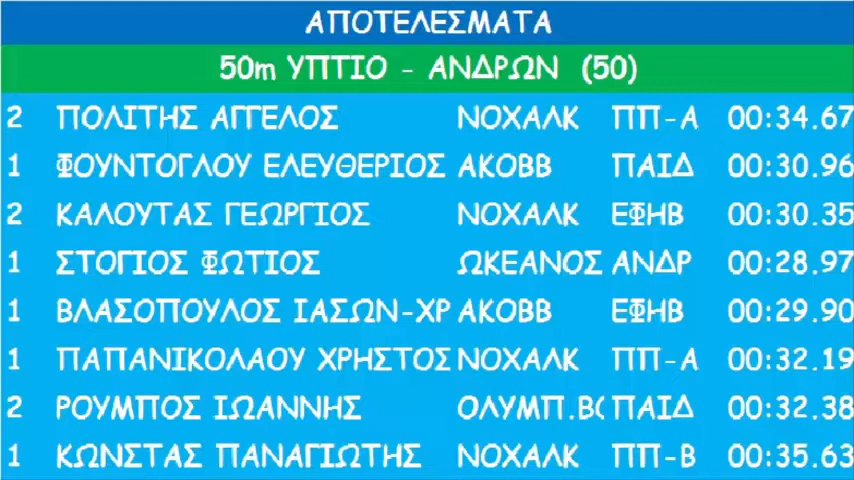 ΑΠΟΤΕΛΕΣΜΑΤΑ
50m ΥΠΤΙΟ - ΑΝΔΡΩΝ (50)
2 ΠΟΛΙΤΗΣ ΑΓΓΕΛΟΣ ΝΟΧΑΛΚ ΠΠ-Α 00:34.67
1 ΦΟΥΝΤΟΓΛΟΥ ΕΛΕΥΘΕΡΙΟΣ ΑΚΟΒΒ ΠΑΙΔ 00:30.96
2 ΚΑΛΟΥΤΑΣ ΓΕΩΡΓΙΟΣ ΝΟΧΑΛΚ ΕΦΗΒ 00:30.35
1 ΣΤΟΓΙΟΣ ΦΩΤΙΟΣ ΩΚΕΑΝΟΣ ΑΝΔΡ 00:28.97
1 ΒΛΑΣΟΠΟΥΛΟΣ ΙΑΣΩΝ-ΧΡ ΑΚΟΒΒ ΕΦΗΒ 00:29.90
1 ΠΑΠΑΝΙΚΟΛΑΟΥ ΧΡΗΣΤΟΣ ΝΟΧΑΛΚ ΠΠ-Α 00:32.19
2 ΡΟΥΜΠΟΣ ΙΩΑΝΝΗΣ ΟΛΥΜΠ.ΒΟ ΠΑΙΔ 00:32.38
1 ΚΩΝΣΤΑΣ ΠΑΝΑΓΙΩΤΗΣ ΝΟΧΑΛΚ ΠΠ-Β 00:35.63